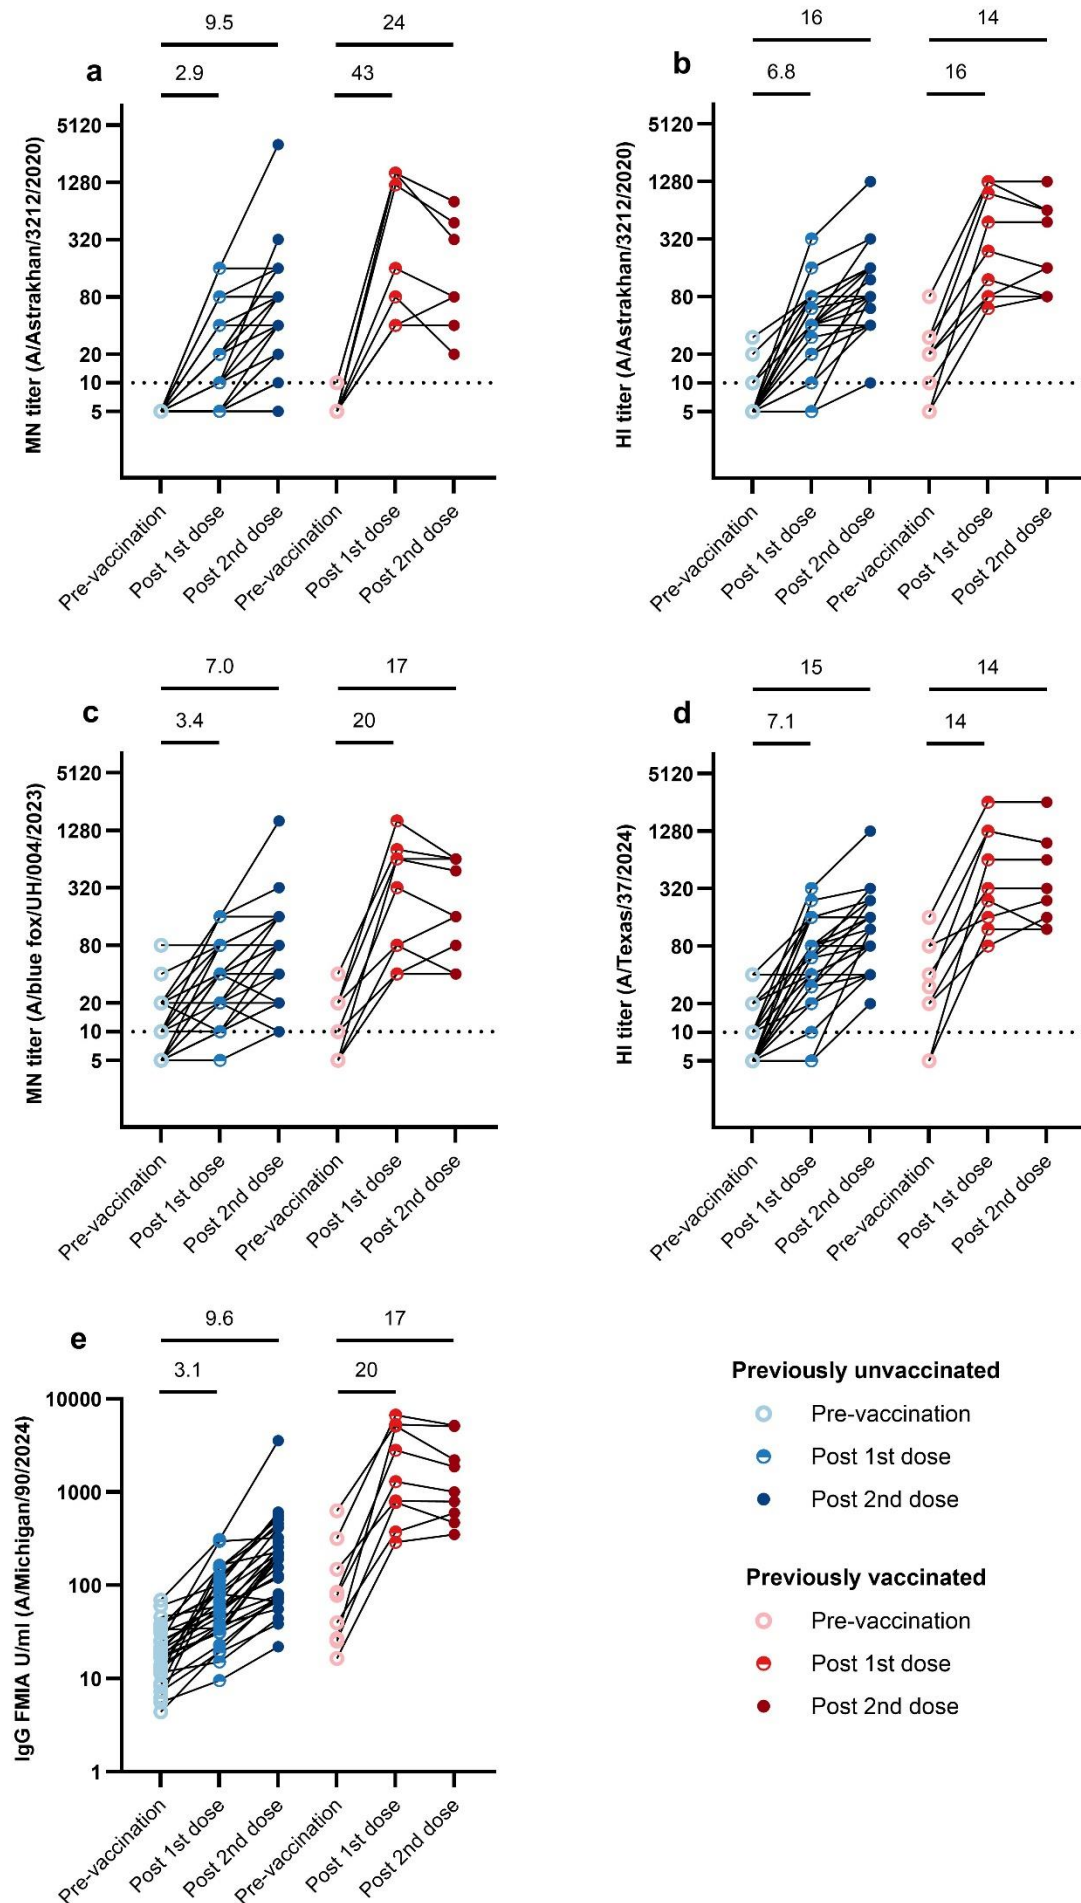 9.5
24
a
2.9
43
MN titer (A/Astrakhan/3212/2020)
5120
1280
320
80
20
10
5
Pre-vaccination
Post 1st dose
Post 2nd dose
Pre-vaccination
Post 1st dose
Post 2nd dose
16
14
b
6.8
16
HI titer (A/Astrakhan/3212/2020)
5120
1280
320
80
20
10
5
Pre-vaccination
Post 1st dose
Post 2nd dose
Pre-vaccination
Post 1st dose
Post 2nd dose
7.0
17
c
3.4
20
MN titer (A/blue fox/UH/004/2023)
5120
1280
320
80
20
10
5
Pre-vaccination
Post 1st dose
Post 2nd dose
Pre-vaccination
Post 1st dose
Post 2nd dose
15
14
d
7.1
14
HI titer (A/Texas/37/2024)
5120
1280
320
80
20
10
5
Pre-vaccination
Post 1st dose
Post 2nd dose
Pre-vaccination
Post 1st dose
Post 2nd dose
9.6
17
e
3.1
20
IgG FMIA U/ml (A/Michigan/90/2024)
10000
1000
100
10
1
Pre-vaccination
Post 1st dose
Post 2nd dose
Pre-vaccination
Post 1st dose
Post 2nd dose
Previously unvaccinated
Pre-vaccination
Post 1st dose
Post 2nd dose
Previously vaccinated
Pre-vaccination
Post 1st dose
Post 2nd dose